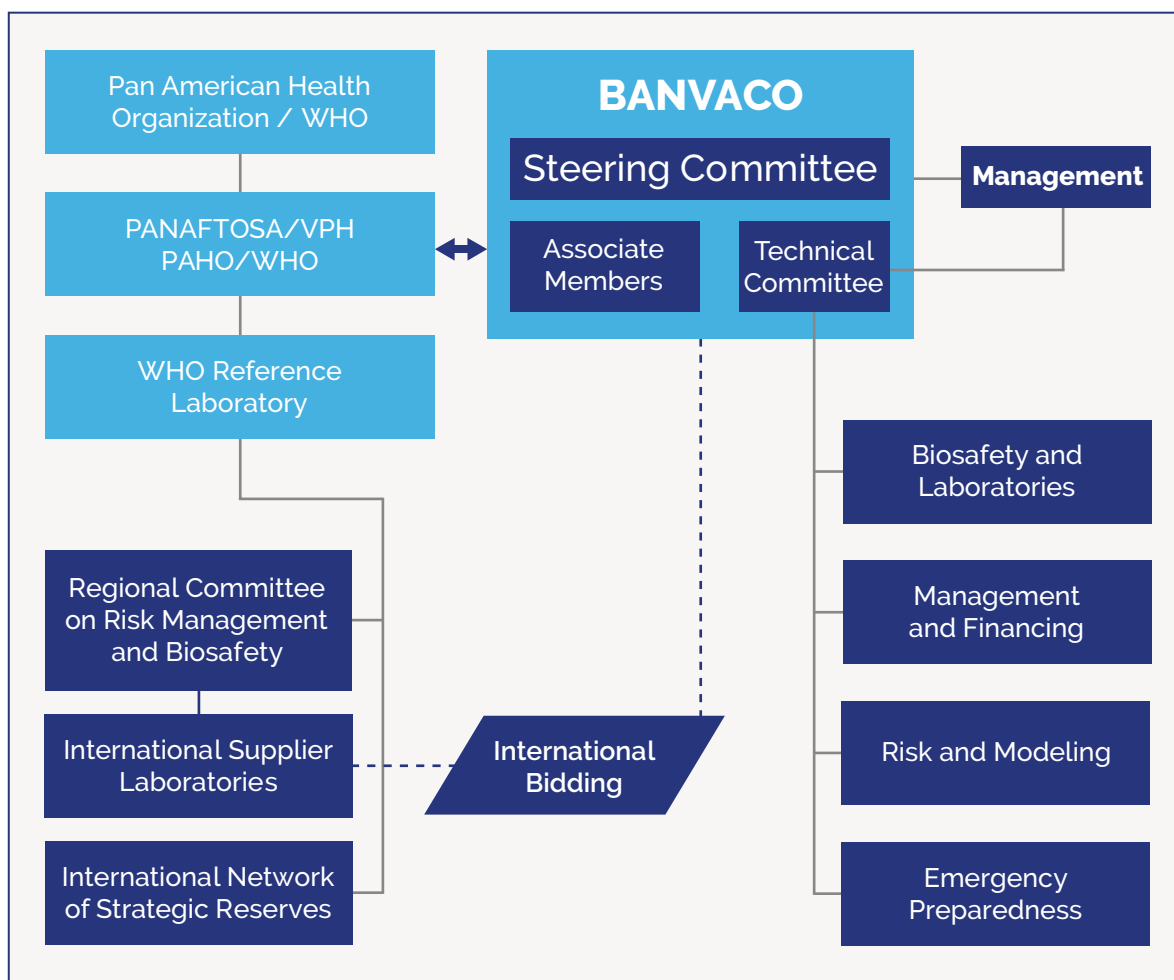 Pan American Health
Organization / WHO
PANAFTOSA/VPH
PAHO/WHO
WHO Reference
Laboratory
Regional Committee
on Risk Management
and Biosafety
International Supplier
Laboratories
International Network
of Strategic Reserves
BANVACO
Steering Committee
Associate
Members
Technical
Committee
Management
International
Bidding
Biosafety and
Laboratories
Management
and Financing
Risk and Modeling
Emergency
Preparedness